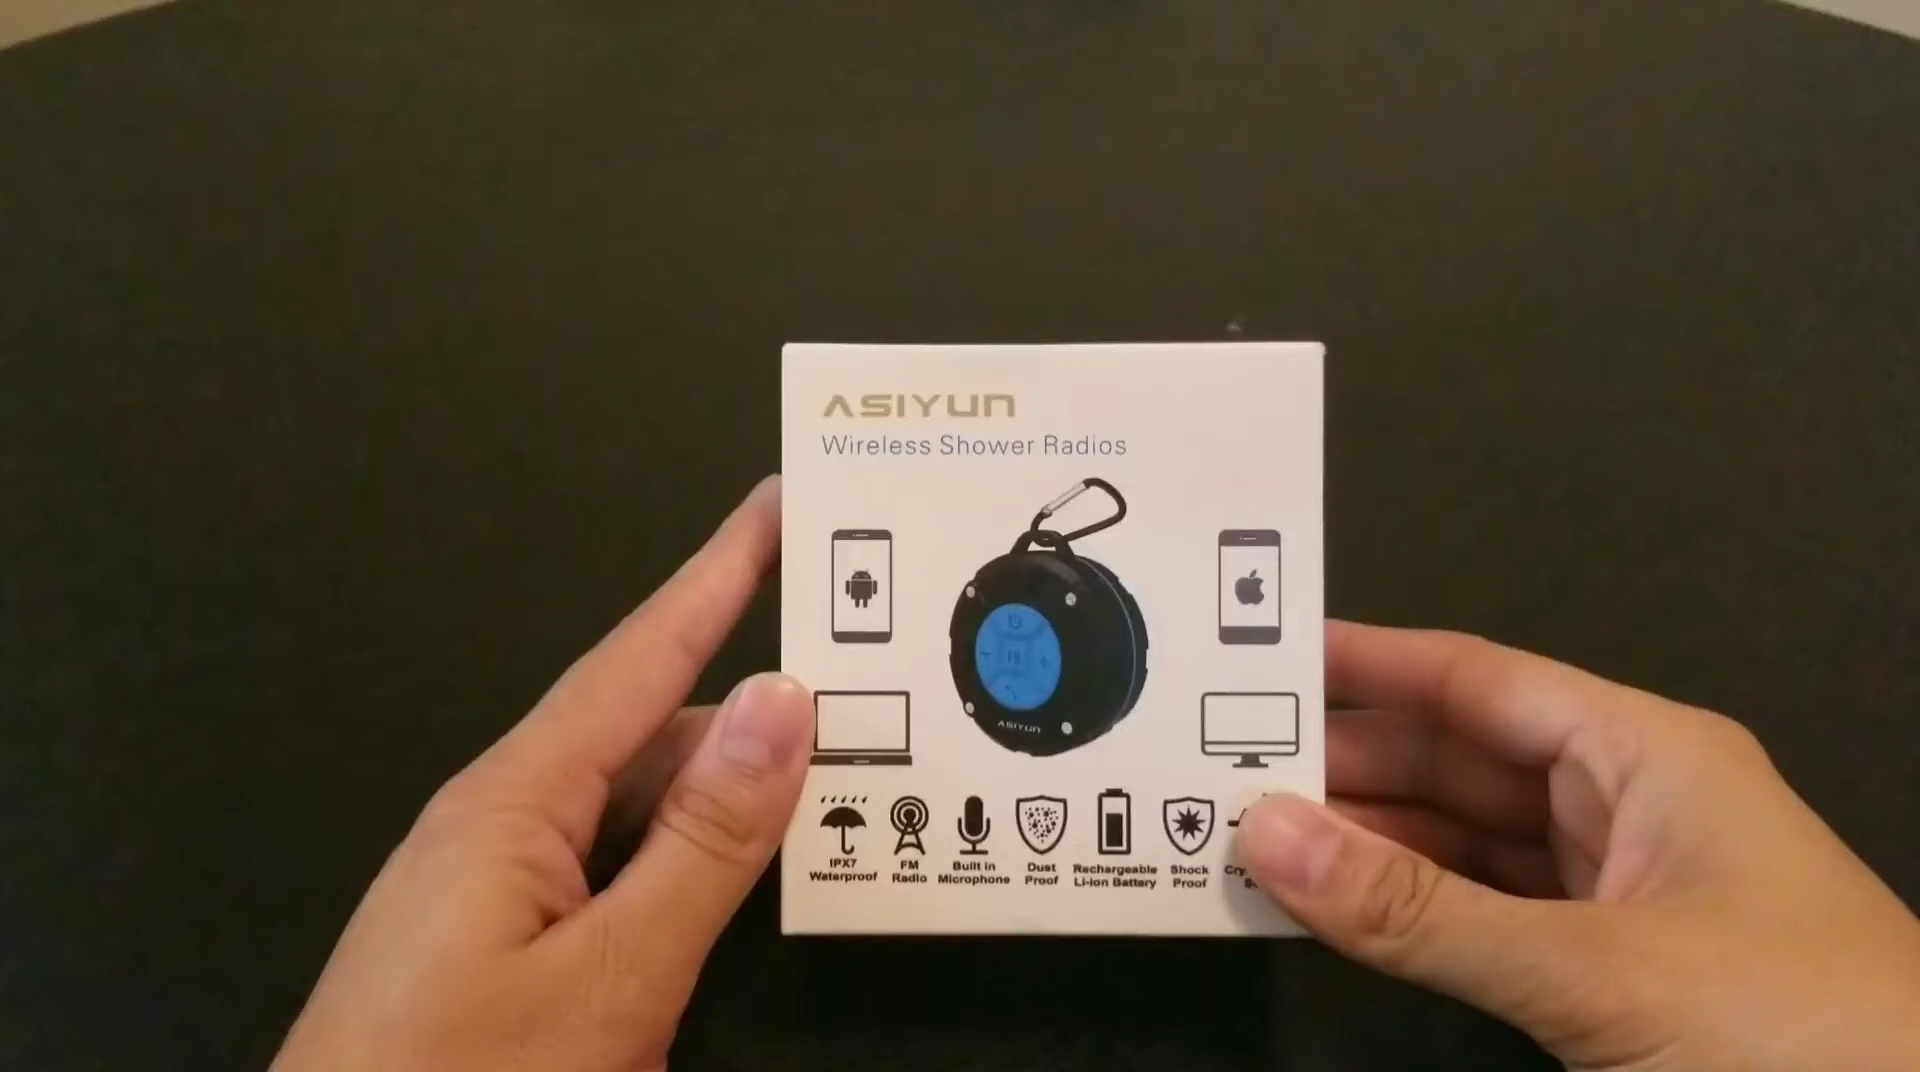 ASIYUN
Wireless Shower Radios
ASIYUN
IPX7
Waterproof
FM
Radio
Built in
Microphone
Dust
Proof
Rechargeable
Li-ion Battery
Shock
Proof